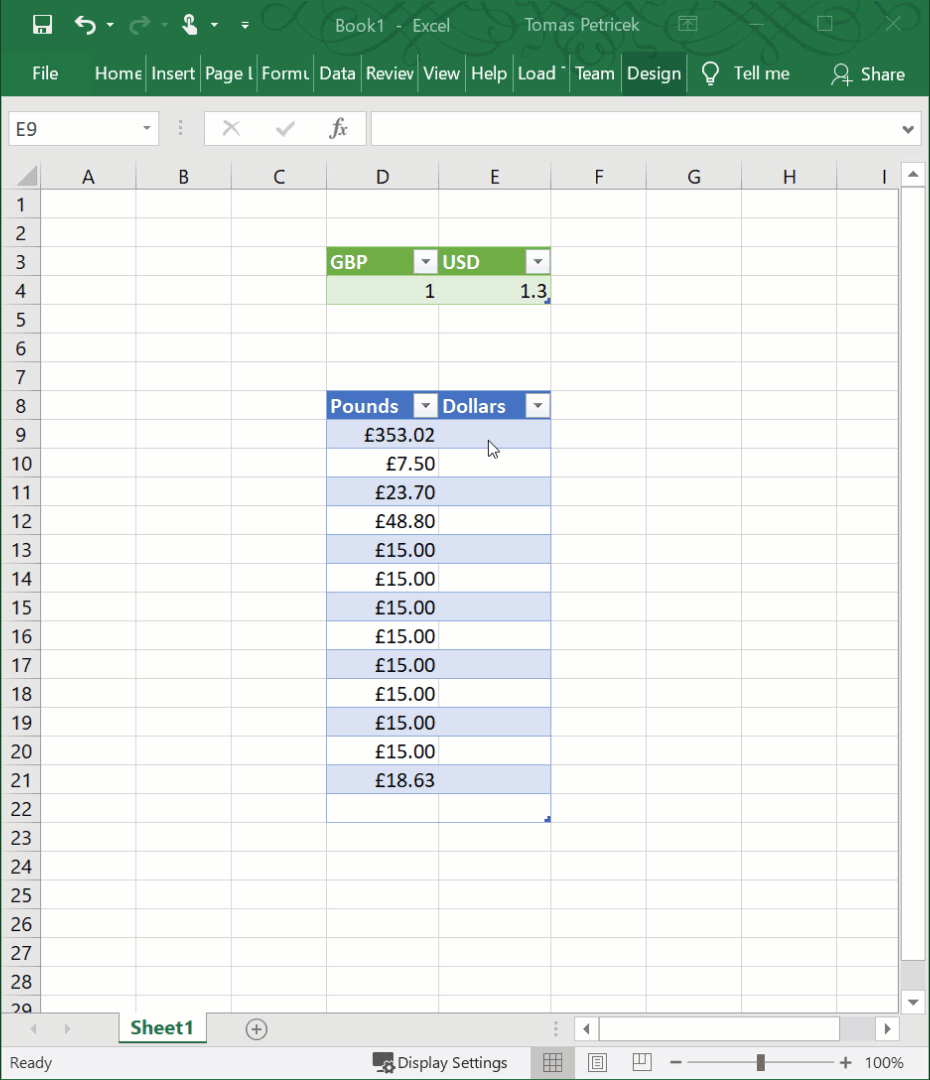 Book1 - Excel Tomas Petricek
File Home Insert Page L Formu Data Review View Help Load Team Design Tell me Share
E9 fx
A B C D E F G H I
1
2
3 GBP USD
4 1 1.3
5
6
7
8 Pounds Dollars
9 £353.02
10 £7.50
11 £23.70
12 £48.80
13 £15.00
14 £15.00
15 £15.00
16 £15.00
17 £15.00
18 £15.00
19 £15.00
20 £15.00
21 £18.63
22
23
24
25
26
27
28
29
Sheet1
Ready Display Settings 100%